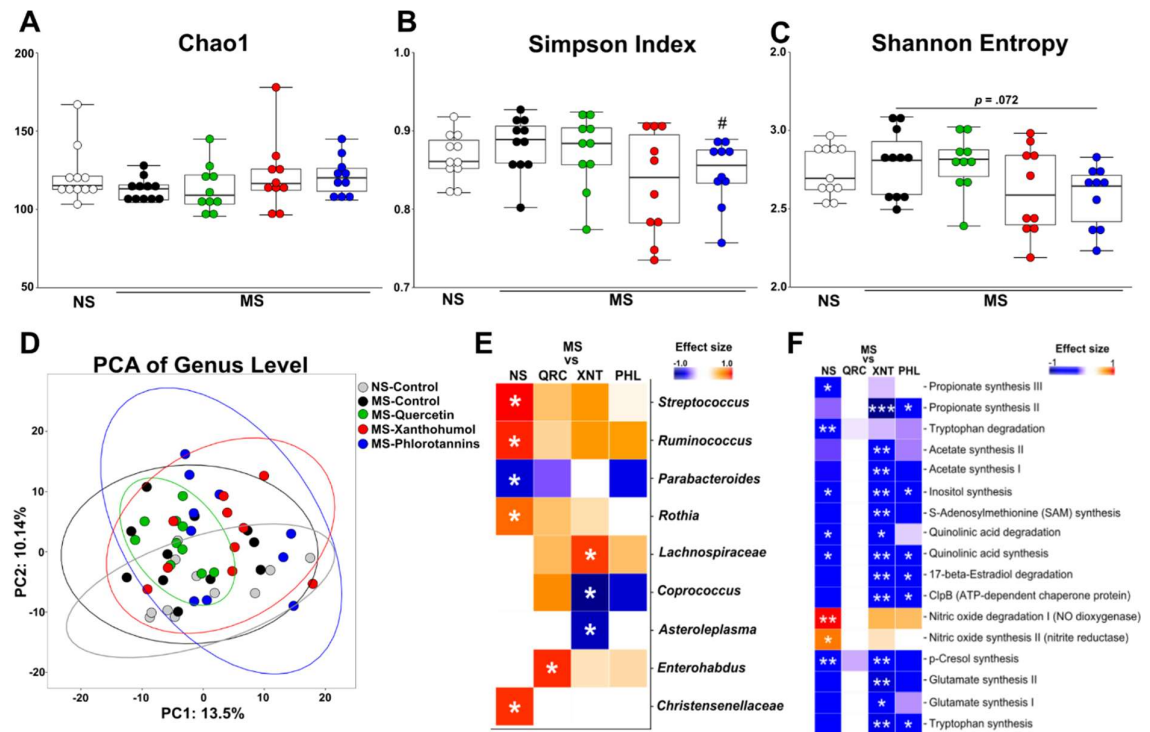 A
Chao1
200
150
100
50
NS
MS
B
Simpson Index
1.0
0.9
0.8
0.7
#
NS
MS
C
Shannon Entropy
2.0
3.0
2.5
2.0
p = .072
NS
MS
D
PCA of Genus Level
PC2: 10.14%
20
10
0
-10
-20
-20
-10
0
10
20
PC1: 13.5%
NS-Control
MS-Control
MS-Quercetin
MS-Xanthohumol
MS-Phlorotannins
E
MS
vs
NS QRC XNT PHL
Effect size
-1.0 1.0
* Streptococcus
* Ruminococcus
* Parabacteroides
* Rothia
* Lachnospiraceae
* Coprococcus
* Asteroleplasma
* Enterohabdus
* Christensenellaceae
F
MS
vs
NS QRC XNT PHL
Effect size
-1 1
* - Propionate synthesis III
*** * - Propionate synthesis II
** - Tryptophan degradation
** - Acetate synthesis II
** - Acetate synthesis I
* ** * - Inositol synthesis
** - S-Adenosylmethionine (SAM) synthesis
* * - Quinolinic acid degradation
* ** * - Quinolinic acid synthesis
** * - 17-beta-Estradiol degradation
** * - ClpB (ATP-dependent chaperone protein)
** - Nitric oxide degradation I (NO dioxygenase)
* - Nitric oxide synthesis II (nitrite reductase)
** ** - p-Cresol synthesis
** - Glutamate synthesis II
* - Glutamate synthesis I
** * - Tryptophan synthesis